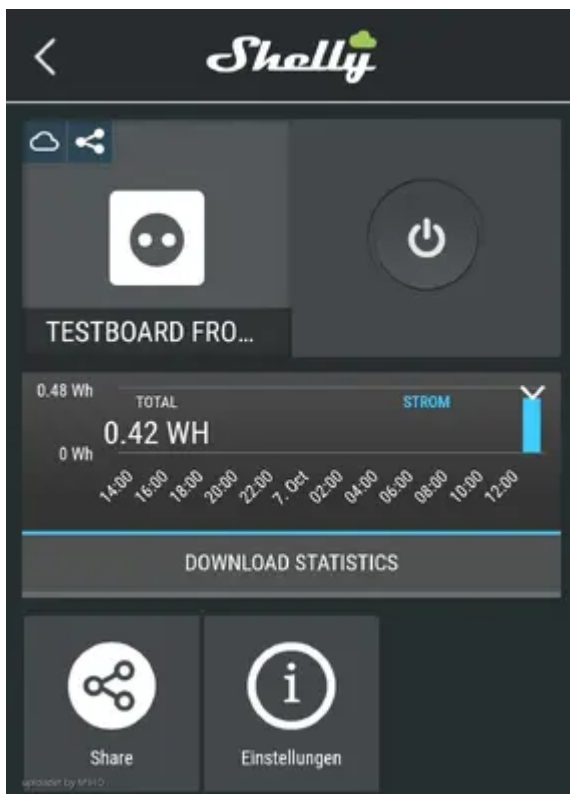 Shelly
TESTBOARD FRO...
0.48 Wh
TOTAL
STROM
0.42 WH
0 Wh
14:00 16:00 18:00 20:00 22:00 7. Oct 02:00 04:00 06:00 08:00 10:00 12:00
DOWNLOAD STATISTICS
Share
Einstellungen